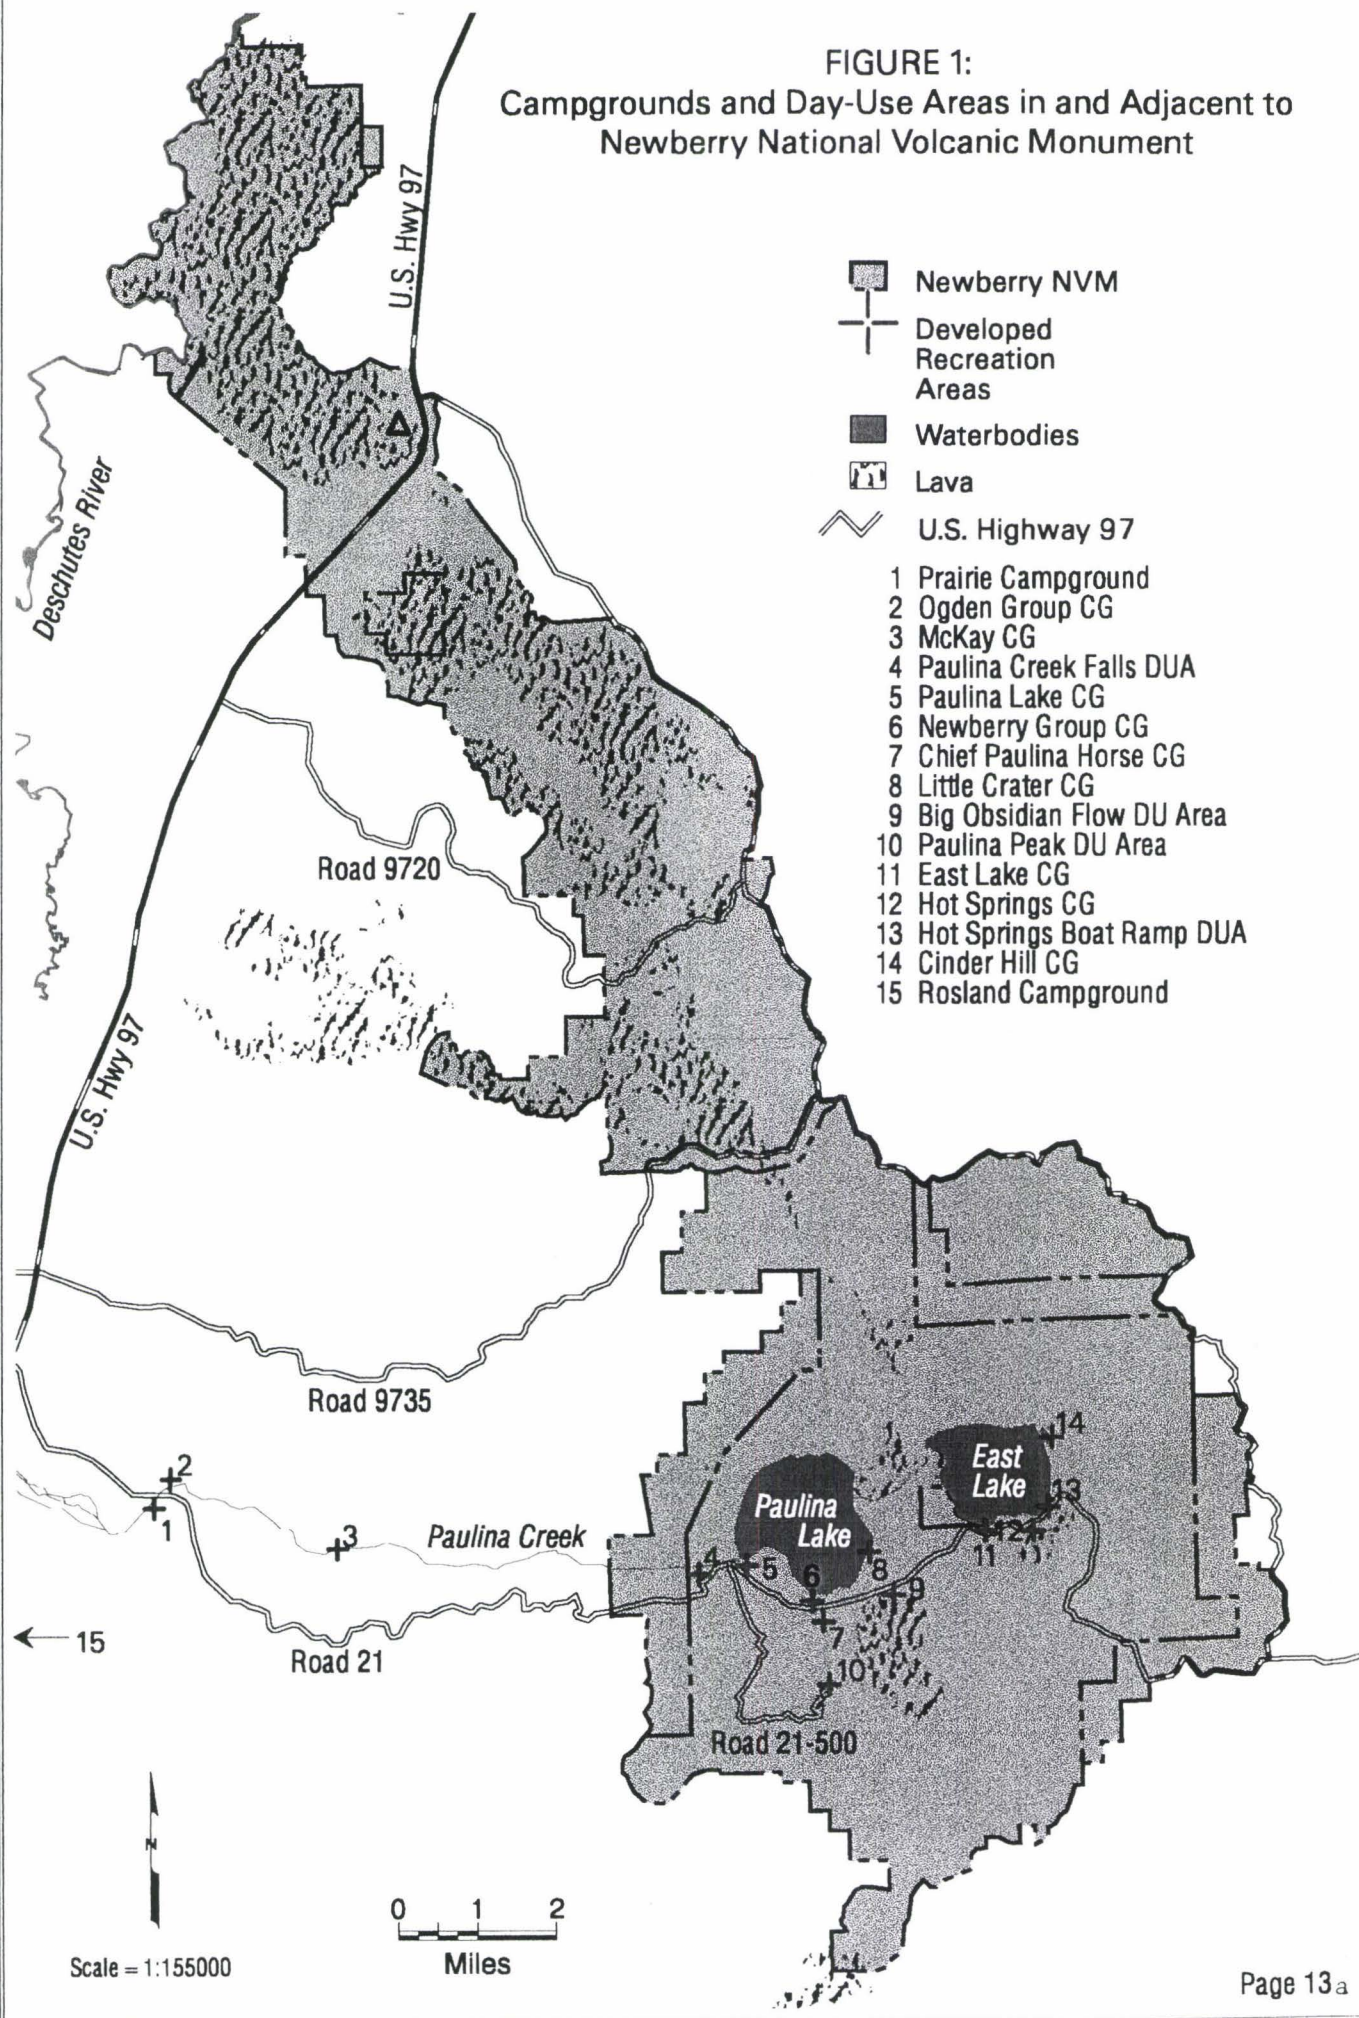 FIGURE 1:
Campgrounds and Day-Use Areas in and Adjacent to
Newberry National Volcanic Monument
U.S. Hwy 97
Newberry NVM
Developed
Recreation
Areas
Waterbodies
Lava
U.S. Highway 97
1 Prairie Campground
2 Ogden Group CG
3 McKay CG
4 Paulina Creek Falls DUA
5 Paulina Lake CG
6 Newberry Group CG
7 Chief Paulina Horse CG
8 Little Crater CG
9 Big Obsidian Flow DU Area
10 Paulina Peak DU Area
11 East Lake CG
12 Hot Springs CG
13 Hot Springs Boat Ramp DUA
14 Cinder Hill CG
15 Rosland Campground
Deschutes River
Road 9720
U.S. Hwy 97
Road 9735
14
East
Lake
2
13
Paulina
Lake
1
3
Paulina Creek
12
11
4
5
8
6
9
7
15
Road 21
10
Road 21-500
N
0 1 2
Miles
Scale = 1:155000
Page 13a